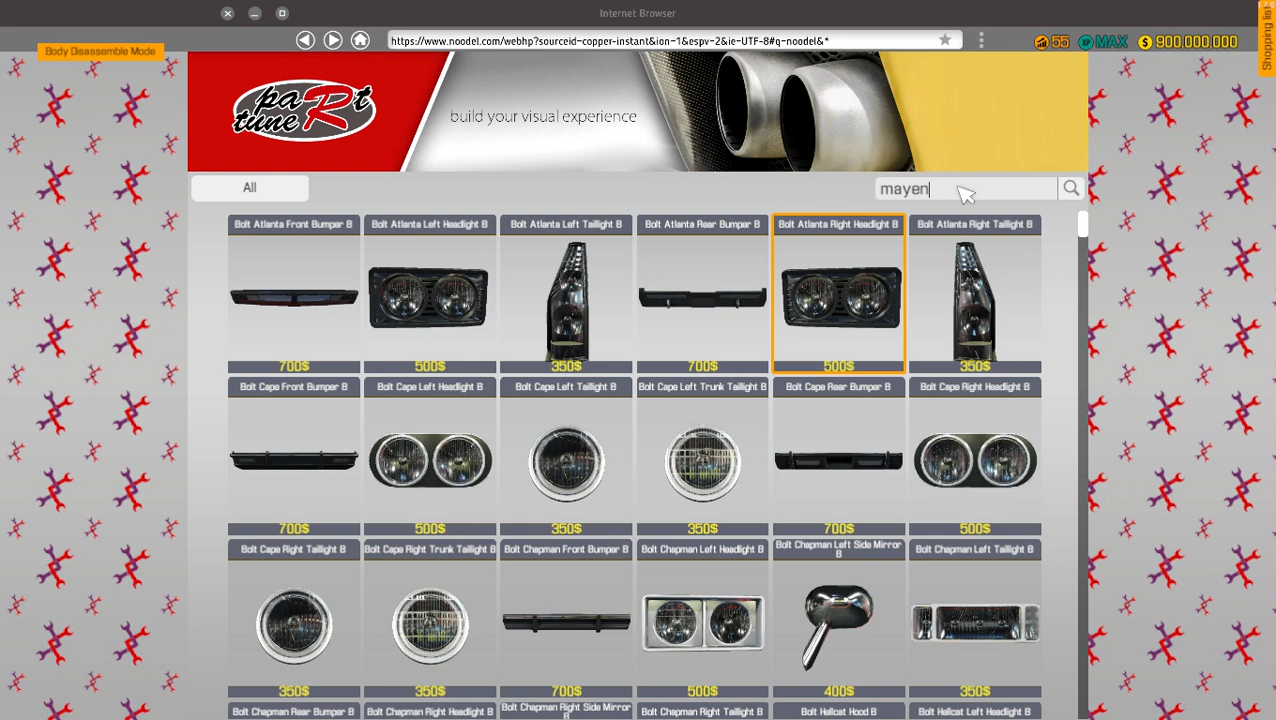 Internet Browser
Body Disassemble Mode
https://www.noodel.com/webhp?sourceid-copper-instant&ion-1&espv-2&ie-UTF-8#q-noodel&*
55
XP MAX
$ 900,000,000
Shopping list
paRt
tuneR
build your visual experience
All
mayen
Bolt Atlanta Front Bumper B
Bolt Atlanta Left Headlight B
Bolt Atlanta Left Taillight B
Bolt Atlanta Rear Bumper B
Bolt Atlanta Right Headlight B
Bolt Atlanta Right Taillight B
700$
500$
350$
700$
500$
350$
Bolt Cape Front Bumper B
Bolt Cape Left Headlight B
Bolt Cape Left Taillight B
Bolt Cape Left Trunk Taillight B
Bolt Cape Rear Bumper B
Bolt Cape Right Headlight B
700$
500$
350$
350$
700$
500$
Bolt Cape Right Taillight B
Bolt Cape Right Trunk Taillight B
Bolt Chapman Front Bumper B
Bolt Chapman Left Headlight B
Bolt Chapman Left Side Mirror
B
Bolt Chapman Left Taillight B
350$
350$
700$
500$
400$
350$
Bolt Chapman Rear Bumper B
Bolt Chapman Right Headlight B
Bolt Chapman Right Side Mirror
B
Bolt Chapman Right Taillight B
Bolt Hellcat Hood B
Bolt Hellcat Left Headlight B